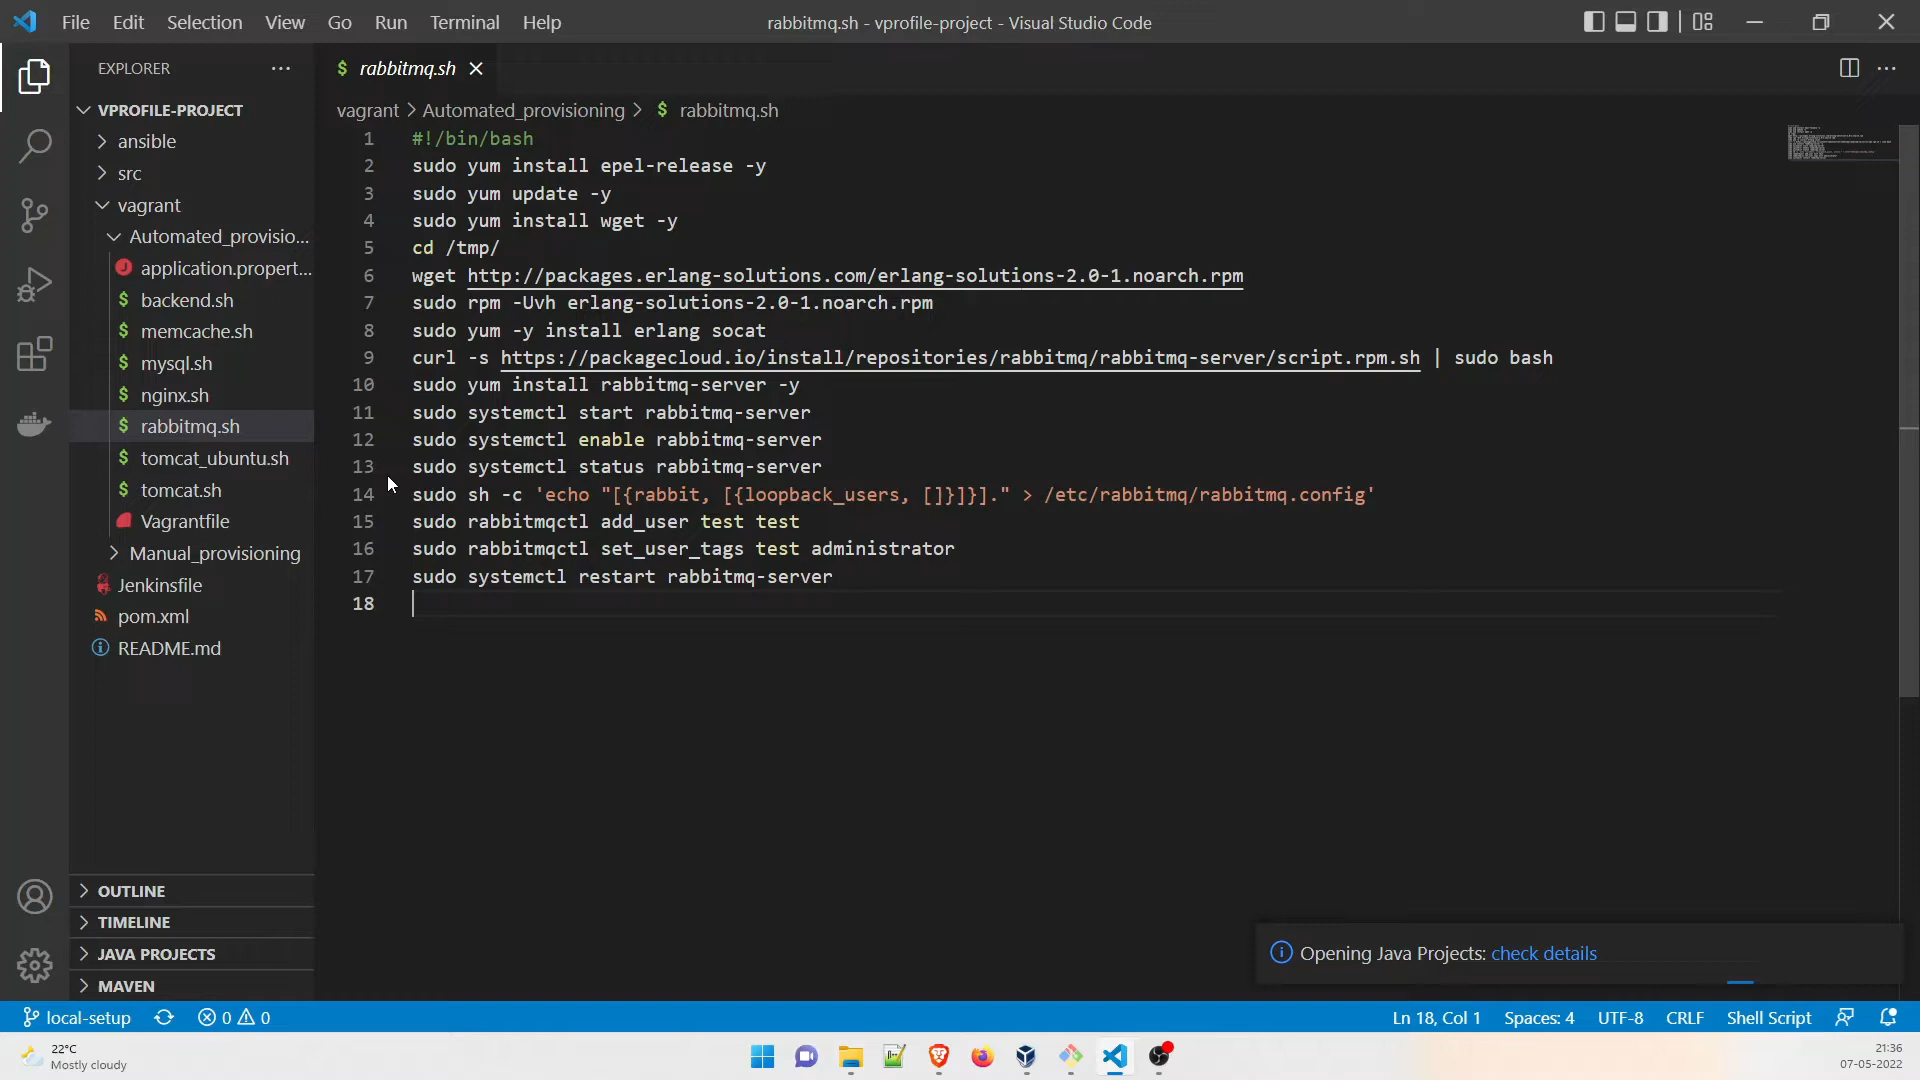 File Edit Selection View Go Run Terminal Help
rabbitmq.sh - vprofile-project - Visual Studio Code
EXPLORER
rabbitmq.sh
VPROFILE-PROJECT
ansible
src
vagrant
Automated_provisio...
application.propert...
backend.sh
memcache.sh
mysql.sh
nginx.sh
rabbitmq.sh
tomcat_ubuntu.sh
tomcat.sh
Vagrantfile
Manual_provisioning
Jenkinsfile
pom.xml
README.md
OUTLINE
TIMELINE
JAVA PROJECTS
MAVEN
vagrant > Automated_provisioning > $ rabbitmq.sh
1 #!/bin/bash
2 sudo yum install epel-release -y
3 sudo yum update -y
4 sudo yum install wget -y
5 cd /tmp/
6 wget http://packages.erlang-solutions.com/erlang-solutions-2.0-1.noarch.rpm
7 sudo rpm -Uvh erlang-solutions-2.0-1.noarch.rpm
8 sudo yum -y install erlang socat
9 curl -s https://packagecloud.io/install/repositories/rabbitmq/rabbitmq-server/script.rpm.sh | sudo bash
10 sudo yum install rabbitmq-server -y
11 sudo systemctl start rabbitmq-server
12 sudo systemctl enable rabbitmq-server
13 sudo systemctl status rabbitmq-server
14 sudo sh -c 'echo "[{rabbit, [{loopback_users, []}]}]." > /etc/rabbitmq/rabbitmq.config'
15 sudo rabbitmqctl add_user test test
16 sudo rabbitmqctl set_user_tags test administrator
17 sudo systemctl restart rabbitmq-server
18
Opening Java Projects: check details
local-setup 0 0
Ln 18, Col 1 Spaces: 4 UTF-8 CRLF Shell Script
22°C
Mostly cloudy
21:36
07-05-2022